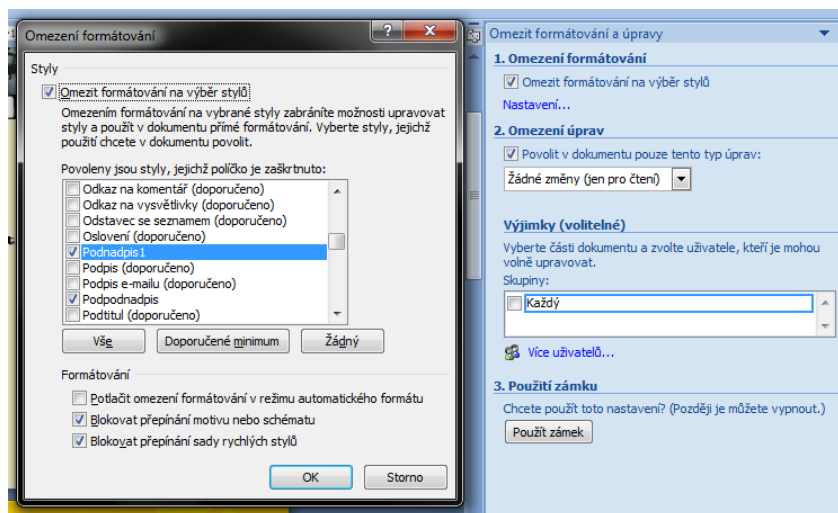 Omezení formátování
Styly
Omezit formátování na výběr stylů
Omezením formátování na vybrané styly zabráníte možnosti upravovat
styly a použít v dokumentu přímé formátování. Vyberte styly, jejichž
použití chcete v dokumentu povolit.
Povoleny jsou styly, jejichž políčko je zaškrtnuto:
Odkaz na komentář (doporučeno)
Odkaz na vysvětlivky (doporučeno)
Odstavec se seznamem (doporučeno)
Oslovení (doporučeno)
Podnadpis1
Podpis (doporučeno)
Podpis e-mailu (doporučeno)
Podpodnadpis
Podtitul (doporučeno)
Vše
Doporučené minimum
Žádný
Formátování
Potlačit omezení formátování v režimu automatického formátu
Blokovat přepínání motivu nebo schématu
Blokovat přepínání sady rychlých stylů
OK
Storno
Omezit formátování a úpravy
1. Omezení formátování
Omezit formátování na výběr stylů
Nastavení...
2. Omezení úprav
Povolit v dokumentu pouze tento typ úprav:
Žádné změny (jen pro čtení)
Výjimky (volitelné)
Vyberte části dokumentu a zvolte uživatele, kteří je mohou
volně upravovat.
Skupiny:
Každý
Více uživatelů...
3. Použití zámku
Chcete použít toto nastavení? (Později je můžete vypnout.)
Použít zámek